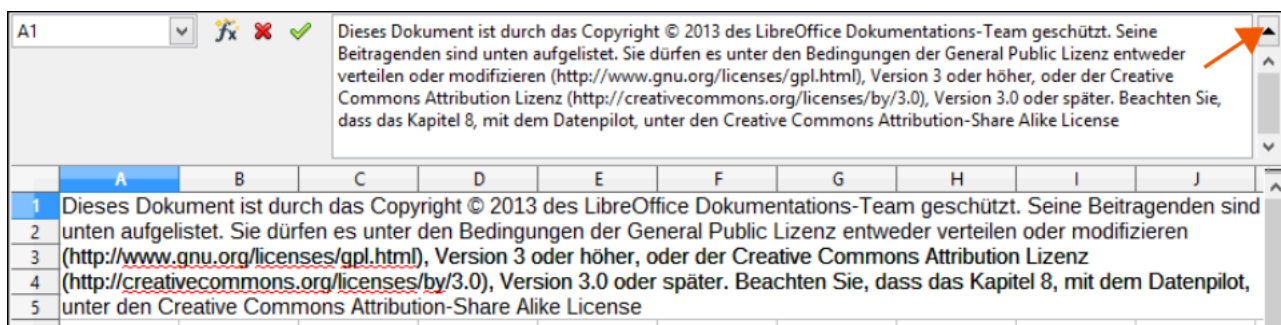 A1
Dieses Dokument ist durch das Copyright © 2013 des LibreOffice Dokumentations-Team geschützt. Seine
Beitragenden sind unten aufgelistet. Sie dürfen es unter den Bedingungen der General Public Lizenz entweder
verteilen oder modifizieren (http://www.gnu.org/licenses/gpl.html), Version 3 oder höher, oder der Creative
Commons Attribution Lizenz (http://creativecommons.org/licenses/by/3.0), Version 3.0 oder später. Beachten Sie,
dass das Kapitel 8, mit dem Datenpilot, unter den Creative Commons Attribution-Share Alike License
A B C D E F G H I J
1 Dieses Dokument ist durch das Copyright © 2013 des LibreOffice Dokumentations-Team geschützt. Seine Beitragenden sind
2 unten aufgelistet. Sie dürfen es unter den Bedingungen der General Public Lizenz entweder verteilen oder modifizieren
3 (http://www.gnu.org/licenses/gpl.html), Version 3 oder höher, oder der Creative Commons Attribution Lizenz
4 (http://creativecommons.org/licenses/by/3.0), Version 3.0 oder später. Beachten Sie, dass das Kapitel 8, mit dem Datenpilot,
5 unter den Creative Commons Attribution-Share Alike License